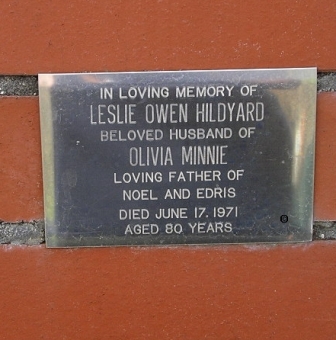 IN LOVING MEMORY OF
LESLIE OWEN HILDYARD
BELOVED HUSBAND OF
OLIVIA MINNIE
LOVING FATHER OF
NOEL AND EDRIS
DIED JUNE 17. 1971
AGED 80 YEARS